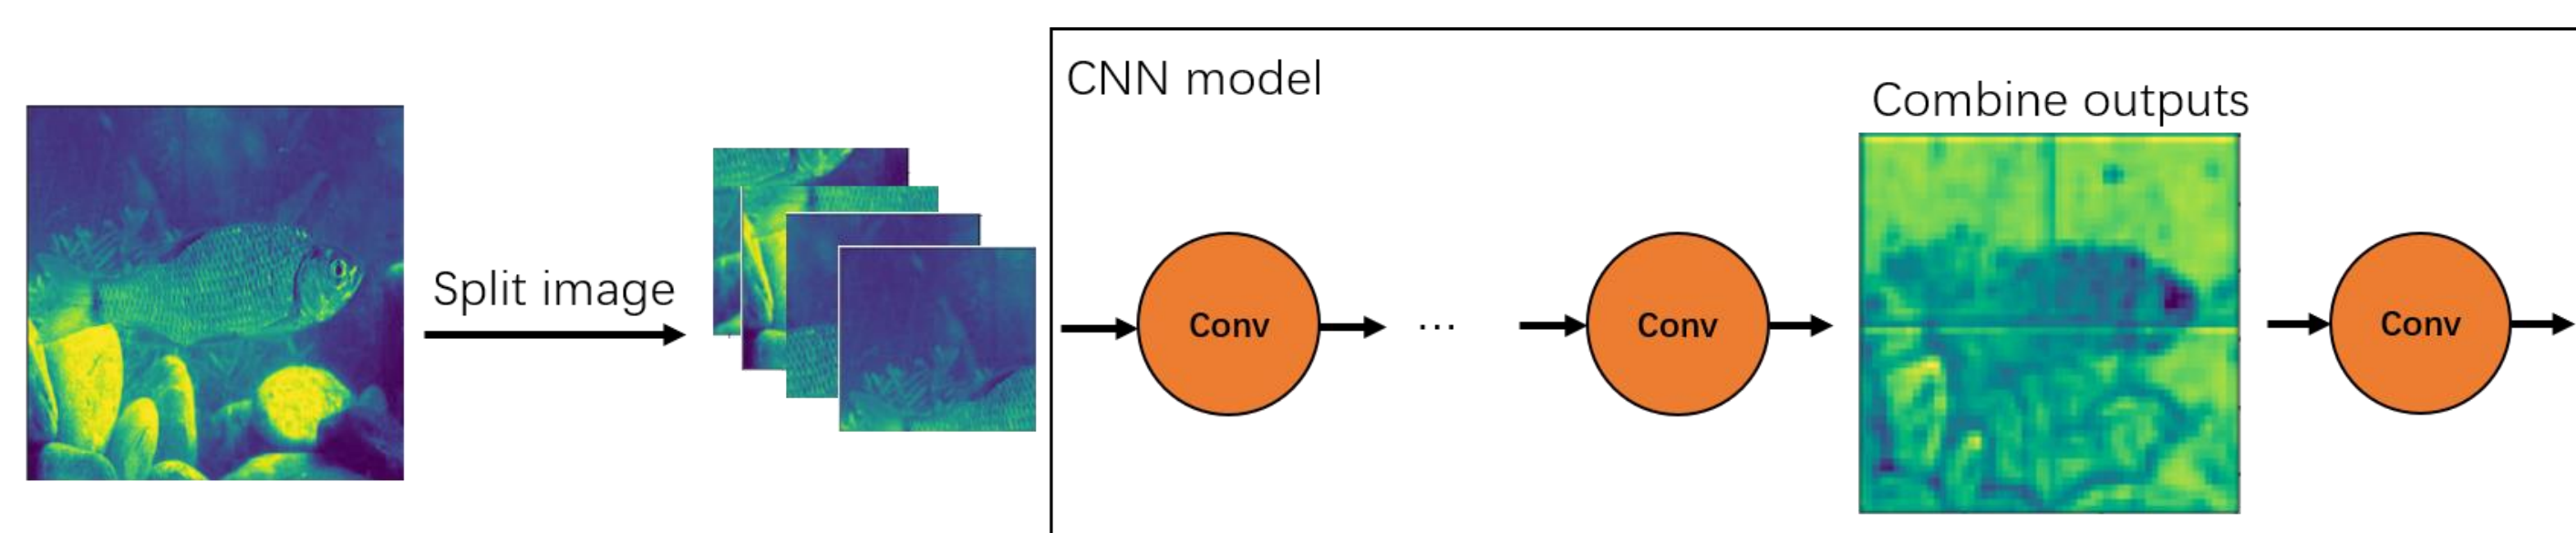 CNN model
Combine outputs
Split image
Conv
...
Conv
Conv